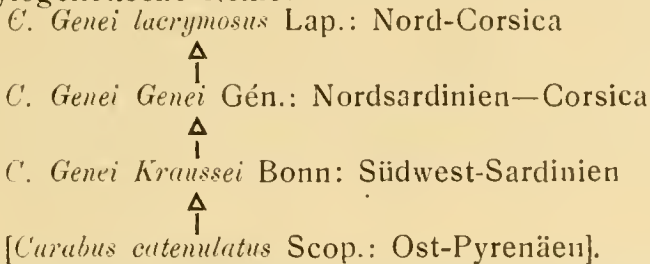 C. Genei lacrymosus Lap.: Nord-Corsica
C. Genei Genei Gén.: Nordsardinien—Corsica
C. Genei Kraussei Bonn: Südwest-Sardinien
[Carabus catenulatus Scop.: Ost-Pyrenäen].